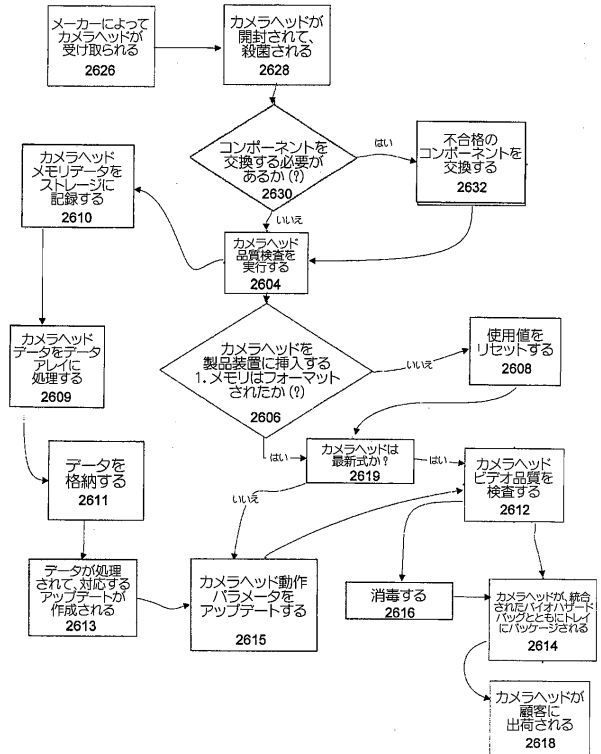 メーカーによって
カメラヘッドが
受け取られる
2626
カメラヘッドが
開封されて、
殺菌される
2628
コンポーネントを
交換する必要が
あるか(?)
2630
はい
不合格の
コンポーネントを
交換する
2632
いいえ
カメラヘッド
メモリデータを
ストレージに
記録する
2610
カメラヘッド
品質検査を
実行する
2604
カメラヘッド
データをデータ
アレイに
処理する
2609
カメラヘッドを
製品装置に挿入する
1.メモリはフォーマット
されたか(?)
2606
いいえ
使用値を
リセットする
2608
はい
カメラヘッドは
最新式か?
2619
はい
いいえ
カメラヘッド
ビデオ品質を
検査する
2612
データを
格納する
2611
データが処理
されて、対応する
アップデートが
作成される
2613
カメラヘッド動作
パラメータを
アップデートする
2615
消毒する
2616
カメラヘッドが、統合
されたバイオハザード
バッグとともにトレイ
にパッケージされる
2614
カメラヘッドが
顧客に
出荷される
2618